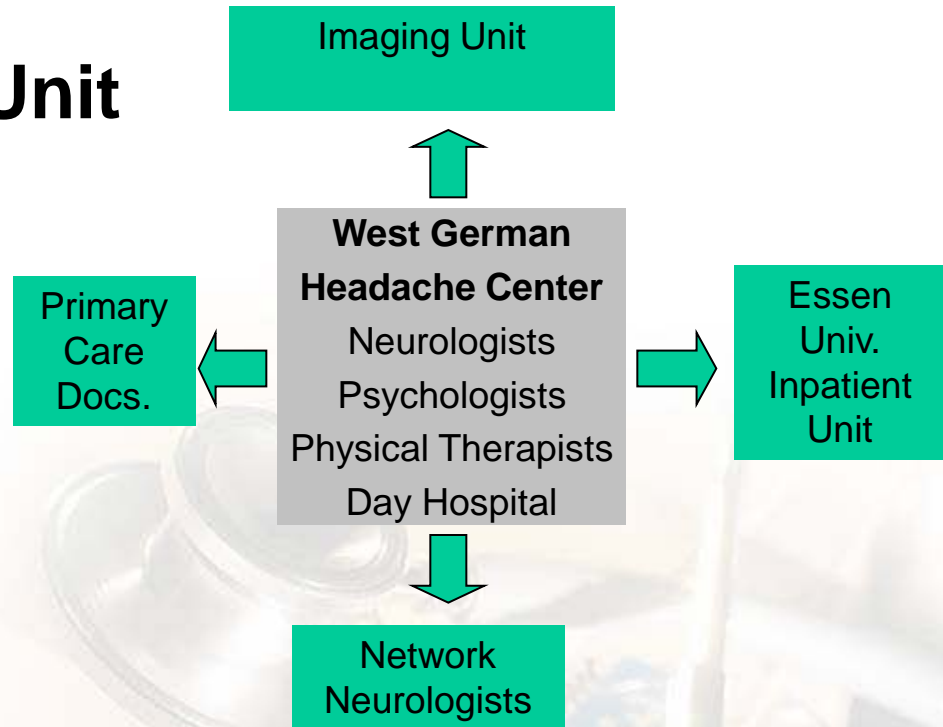 Unit
Imaging Unit
West German
Headache Center
Neurologists
Psychologists
Physical Therapists
Day Hospital
Primary
Care
Docs.
Essen
Univ.
Inpatient
Unit
Network
Neurologists